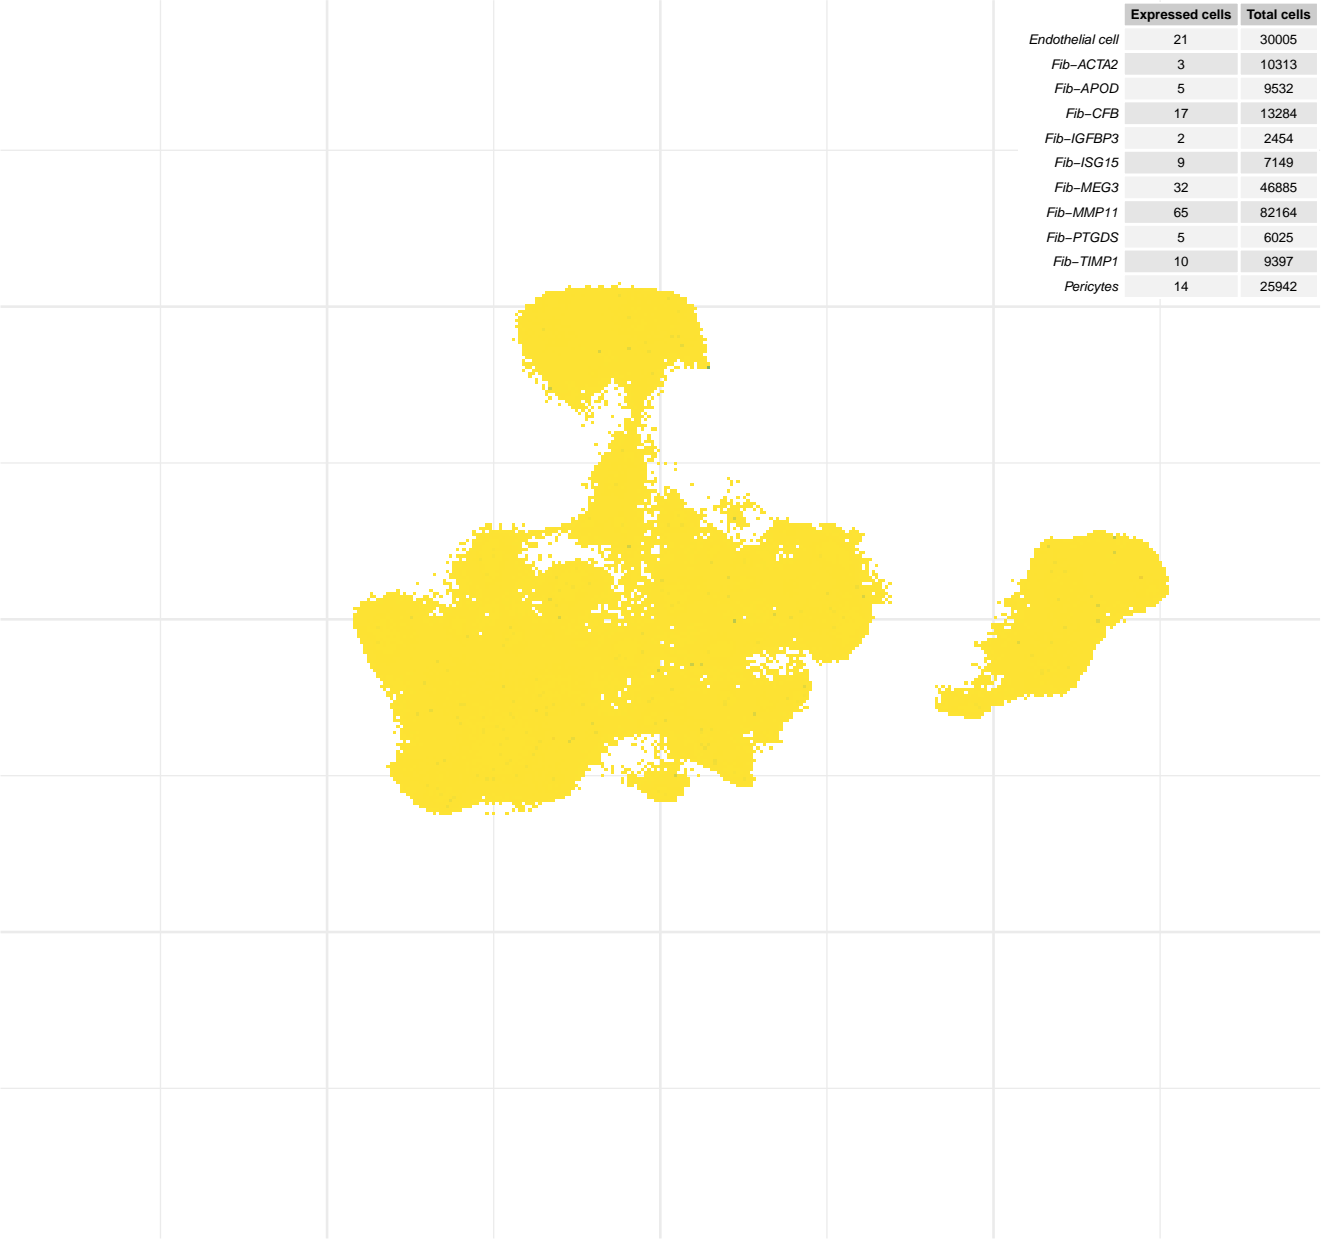 Expressed cells Total cells
Endothelial cell 21 30005
Fib−ACTA2 3 10313
Fib−APOD 5 9532
Fib−CFB 17 13284
Fib−IGFBP3 2 2454
Fib−ISG15 9 7149
Fib−MEG3 32 46885
Fib−MMP11 65 82164
Fib−PTGDS 5 6025
Fib−TIMP1 10 9397
Pericytes 14 25942